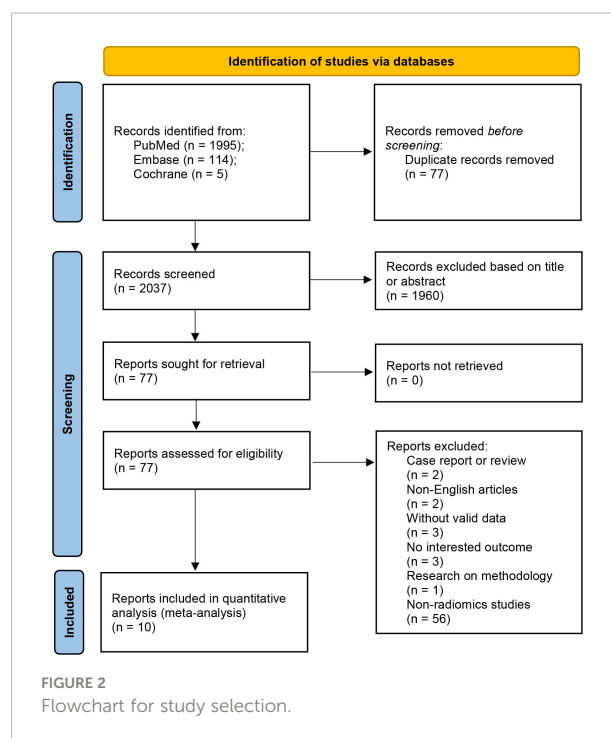 Identification of studies via databases
Identification
Records identified from:
PubMed (n = 1995);
Embase (n = 114);
Cochrane (n = 5)
Records removed before
screening:
Duplicate records removed
(n = 77)
Screening
Records screened
(n = 2037)
Records excluded based on title
or abstract
(n = 1960)
Reports sought for retrieval
(n = 77)
Reports not retrieved
(n = 0)
Reports assessed for eligibility
(n = 77)
Reports excluded:
Case report or review
(n = 2)
Non-English articles
(n = 2)
Without valid data
(n = 3)
No interested outcome
(n = 3)
Research on methodology
(n = 1)
Non-radiomics studies
(n = 56)
Included
Reports included in quantitative
analysis (meta-analysis)
(n = 10)
FIGURE 2
Flowchart for study selection.